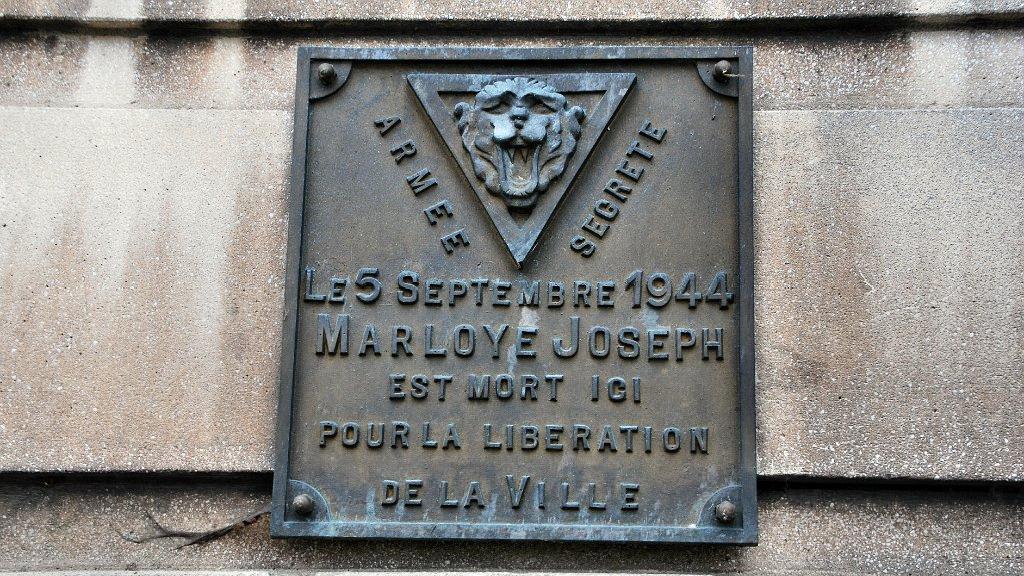 ARMEE SECRETE
LE 5 SEPTEMBRE 1944
MARLOYE JOSEPH
EST MORT ICI
POUR LA LIBERATION
DE LA VILLE